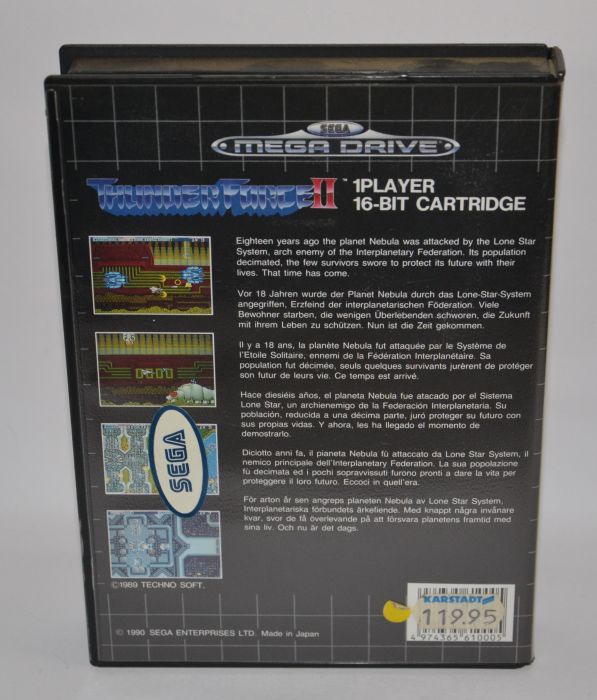 SEGA
MEGA DRIVE
THUNDER FORCE II ™ 1PLAYER
16-BIT CARTRIDGE
Eighteen years ago the planet Nebula was attacked by the Lone Star
System, arch enemy of the Interplanetary Federation. Its population
decimated, the few survivors swore to protect its future with their
lives. That time has come.
Vor 18 Jahren wurde der Planet Nebula durch das Lone-Star-System
angegriffen, Erzfeind der interplanetarischen Föderation. Viele
Bewohner starben, die wenigen Überlebenden schworen, die Zukunft
mit ihrem Leben zu schützen. Nun ist die Zeit gekommen.
Il y a 18 ans, la planète Nebula fut attaquée par le Système de
l'Etoile Solitaire, ennemi de la Fédération Interplanétaire. Sa
population fut décimée, seuls quelques survivants jurèrent de protéger
son futur de leurs vies. Ce temps est arrivé.
Hace diesiéis años, el planeta Nebula fue atacado por el Sistema
Lone Star, un archienemigo de la Federación Interplanetaria. Su
población, reducida a una décima parte, juró proteger su futuro con
sus propias vidas. Y ahora, les ha llegado el momento de
demostrarlo.
Diciotto anni fa, il pianeta Nebula fù attaccato da Lone Star System, il
nemico principale dell'Interplanetary Federation. La sua popolazione
fù decimata ed i pochi sopravvissuti furono pronti a dare la vita per
proteggere il loro futuro. Eccoci in quell'era.
För arton år sen angreps planeten Nebula av Lone Star System,
Interplanetariska förbundets ärkefiende. Med knappt några invånare
kvar, svor de få överlevande på att försvara planetens framtid med
sina liv. Och nu är det dags.
SEGA
©1989 TECHNO SOFT.
© 1990 SEGA ENTERPRISES LTD. Made in Japan
KARSTADT
119.95
4 974365 610005